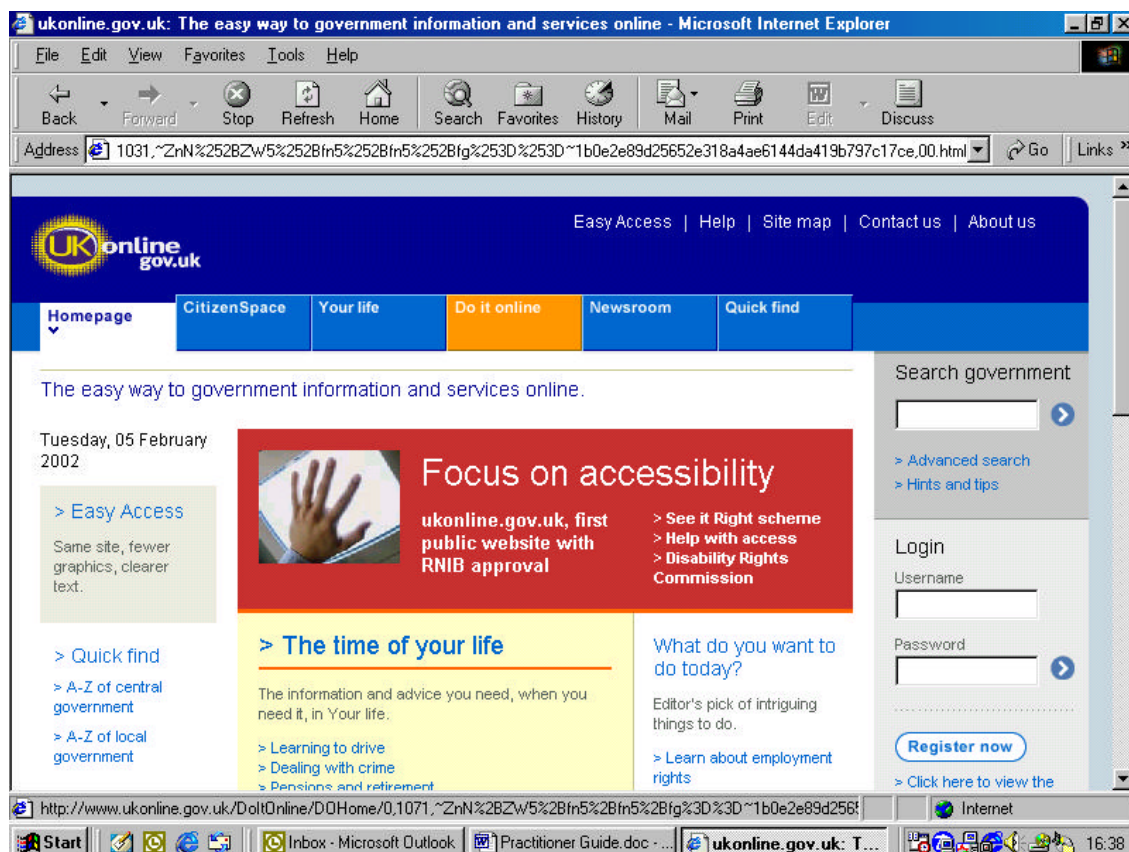 ukonline.gov.uk: The easy way to government information and services online - Microsoft Internet Explorer
File Edit View Favorites Tools Help
Back Forward Stop Refresh Home Search Favorites History Mail Print Edit Discuss
Address 1031,~ZnN%252BZW5%252Bfn5%252Bfn5%252Bfg%253D%253D~1b0e2e89d25652e318a4ae6144da419b797c17ce,00.html Go Links »
Easy Access | Help | Site map | Contact us | About us
UK online
gov.uk
Homepage CitizenSpace Your life Do it online Newsroom Quick find
The easy way to government information and services online.
Tuesday, 05 February
2002
> Easy Access
Same site, fewer
graphics, clearer
text.
> Quick find
> A-Z of central
government
> A-Z of local
government
Focus on accessibility
ukonline.gov.uk, first
public website with
RNIB approval
> See it Right scheme
> Help with access
> Disability Rights
Commission
> The time of your life
The information and advice you need, when you
need it, in Your life.
> Learning to drive
> Dealing with crime
> Pensions and retirement
What do you want to
do today?
Editor's pick of intriguing
things to do.
> Learn about employment
rights
Search government
> Advanced search
> Hints and tips
Login
Username
Password
Register now
> Click here to view the
http://www.ukonline.gov.uk/DoItOnline/DOHome/0,1071,~ZnN%2BZW5%2Bfn5%2Bfn5%2Bfg%3D%3D~1b0e2e89d256 Internet
Start Inbox - Microsoft Outlook Practitioner Guide.doc - ... ukonline.gov.uk: T... 16:38